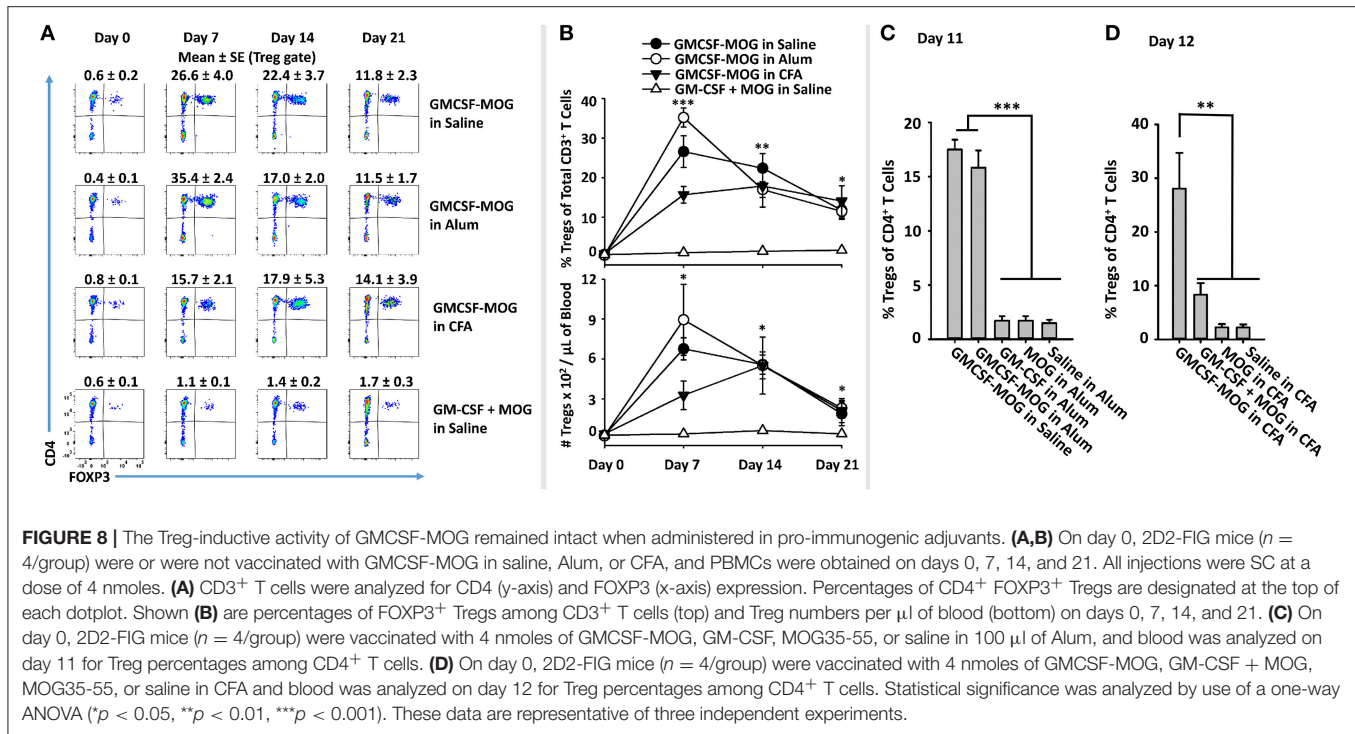 A
Day 0 Day 7 Day 14 Day 21
Mean ± SE (Treg gate)
0.6 ± 0.2 26.6 ± 4.0 22.4 ± 3.7 11.8 ± 2.3
GMCSF-MOG
in Saline
0.4 ± 0.1 35.4 ± 2.4 17.0 ± 2.0 11.5 ± 1.7
GMCSF-MOG
in Alum
0.8 ± 0.1 15.7 ± 2.1 17.9 ± 5.3 14.1 ± 3.9
GMCSF-MOG
in CFA
0.6 ± 0.1 1.1 ± 0.1 1.4 ± 0.2 1.7 ± 0.3
GM-CSF + MOG
in Saline
CD4
FOXP3
B
GMCSF-MOG in Saline
GMCSF-MOG in Alum
GMCSF-MOG in CFA
GM-CSF + MOG in Saline
% Tregs of Total CD3⁺ T Cells
40
30
20
10
0
***
**
*
# Tregs x 10² / µL of Blood
12
9
6
3
0
*
*
*
Day 0 Day 7 Day 14 Day 21
C Day 11
% Tregs of CD4⁺ T Cells
20
15
10
5
0
***
GMCSF-MOG in Saline
GMCSF-MOG in Alum
GM-CSF in Alum
MOG in Alum
Saline in Alum
D Day 12
% Tregs of CD4⁺ T Cells
40
30
20
10
0
**
GMCSF-MOG in CFA
GM-CSF + MOG in CFA
MOG in CFA
Saline in CFA
FIGURE 8 | The Treg-inductive activity of GMCSF-MOG remained intact when administered in pro-immunogenic adjuvants. (A,B) On day 0, 2D2-FIG mice (n =
4/group) were or were not vaccinated with GMCSF-MOG in saline, Alum, or CFA, and PBMCs were obtained on days 0, 7, 14, and 21. All injections were SC at a
dose of 4 nmoles. (A) CD3⁺ T cells were analyzed for CD4 (y-axis) and FOXP3 (x-axis) expression. Percentages of CD4⁺ FOXP3⁺ Tregs are designated at the top of
each dotplot. Shown (B) are percentages of FOXP3⁺ Tregs among CD3⁺ T cells (top) and Treg numbers per µl of blood (bottom) on days 0, 7, 14, and 21. (C) On
day 0, 2D2-FIG mice (n = 4/group) were vaccinated with 4 nmoles of GMCSF-MOG, GM-CSF, MOG35-55, or saline in 100 µl of Alum, and blood was analyzed on
day 11 for Treg percentages among CD4⁺ T cells. (D) On day 0, 2D2-FIG mice (n = 4/group) were vaccinated with 4 nmoles of GMCSF-MOG, GM-CSF + MOG,
MOG35-55, or saline in CFA and blood was analyzed on day 12 for Treg percentages among CD4⁺ T cells. Statistical significance was analyzed by use of a one-way
ANOVA (*p < 0.05, **p < 0.01, ***p < 0.001). These data are representative of three independent experiments.